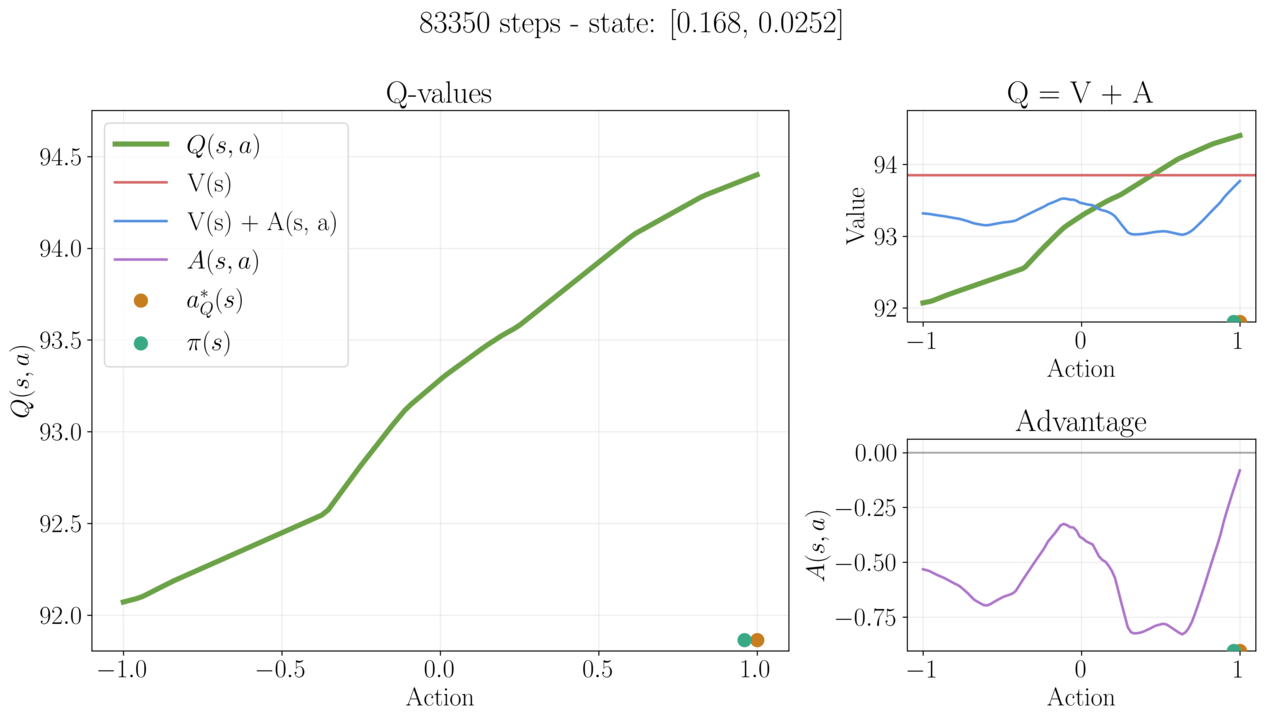 83350 steps - state: [0.168, 0.0252]
Q-values
Q(s, a)
94.5
94.0
93.5
93.0
92.5
92.0
−1.0
−0.5
0.0
0.5
1.0
Action
Q(s, a)
V(s)
V(s) + A(s, a)
A(s, a)
a*Q(s)
π(s)
Q = V + A
Value
94
93
92
−1
0
1
Action
Advantage
A(s, a)
0.00
−0.25
−0.50
−0.75
−1
0
1
Action